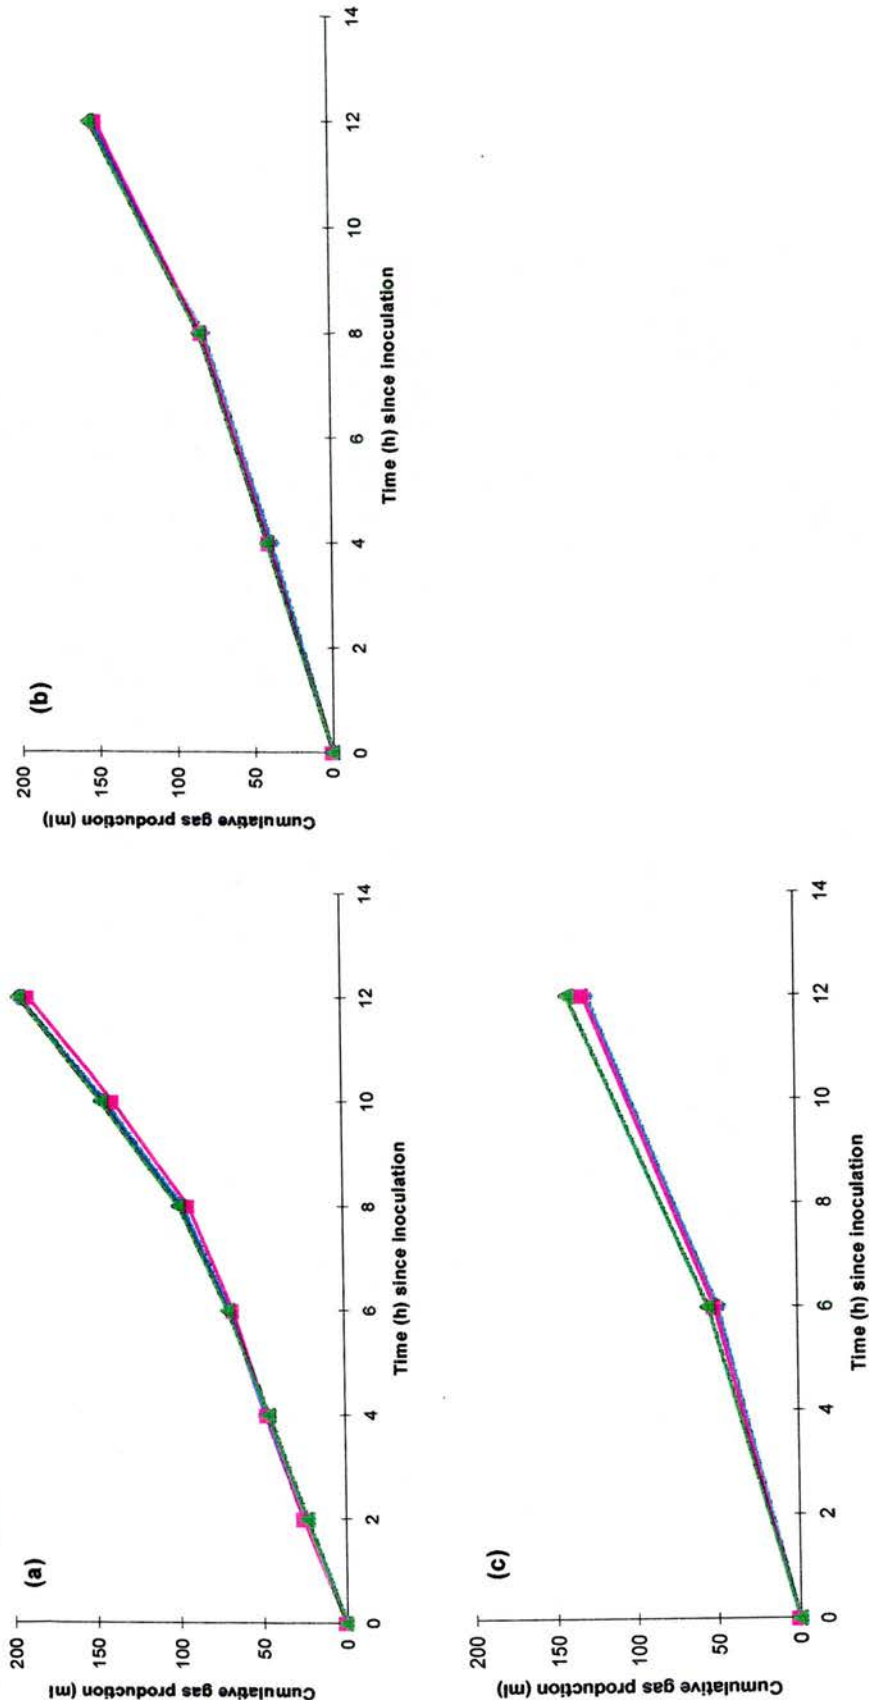 (a)
200
150
100
50
0
Cumulative gas production (ml
0 2 4 6 8 10 12 14
Time (h) since inoculation
(b)
200
150
100
50
0
Cumulative gas production (ml)
0 2 4 6 8 10 12 14
Time (h) since inoculation
(c)
200
150
100
50
0
Cumulative gas production (ml)
0 2 4 6 8 10 12 14
Time (h) since inoculation